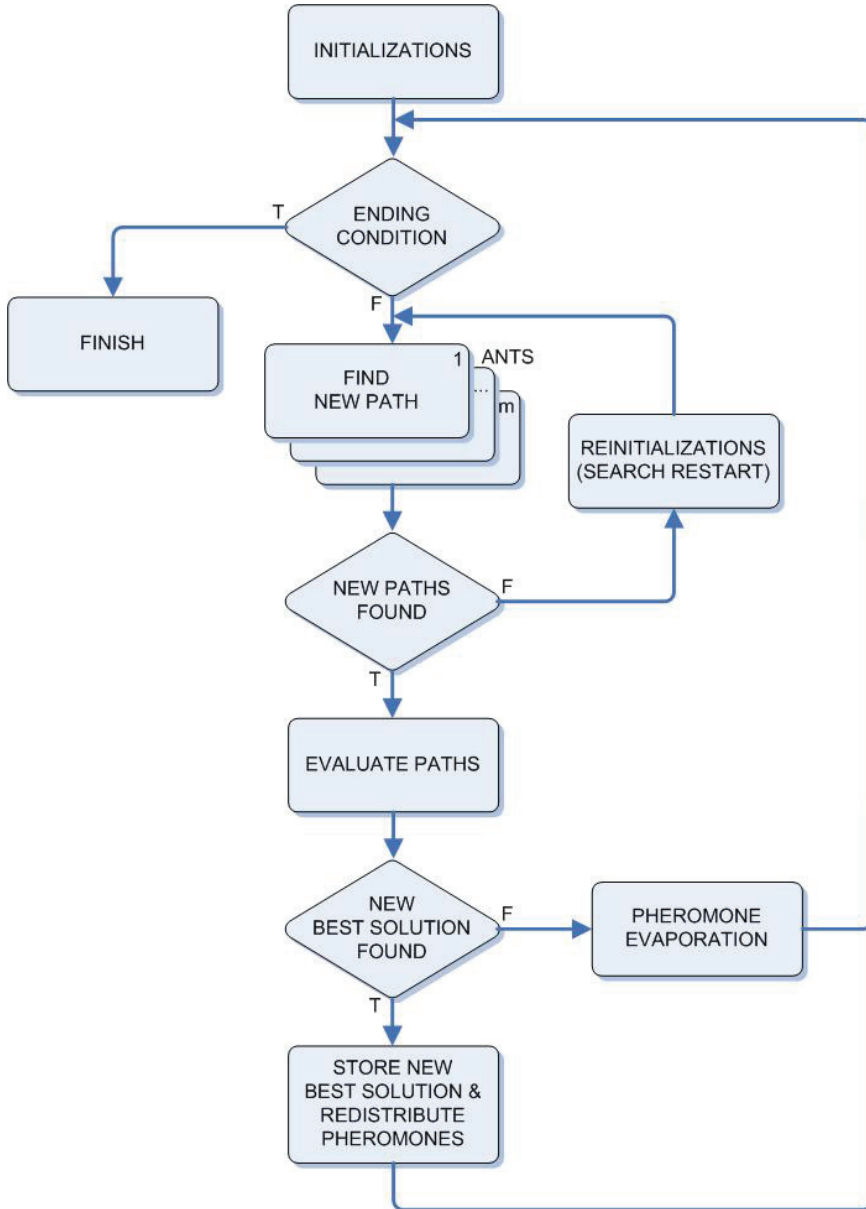 INITIALIZATIONS
T
ENDING
CONDITION
F
FINISH
1
ANTS
FIND
NEW PATH
...
m
REINITIALIZATIONS
(SEARCH RESTART)
NEW PATHS
FOUND
F
T
EVALUATE PATHS
NEW
BEST SOLUTION
FOUND
F
PHEROMONE
EVAPORATION
T
STORE NEW
BEST SOLUTION &
REDISTRIBUTE
PHEROMONES